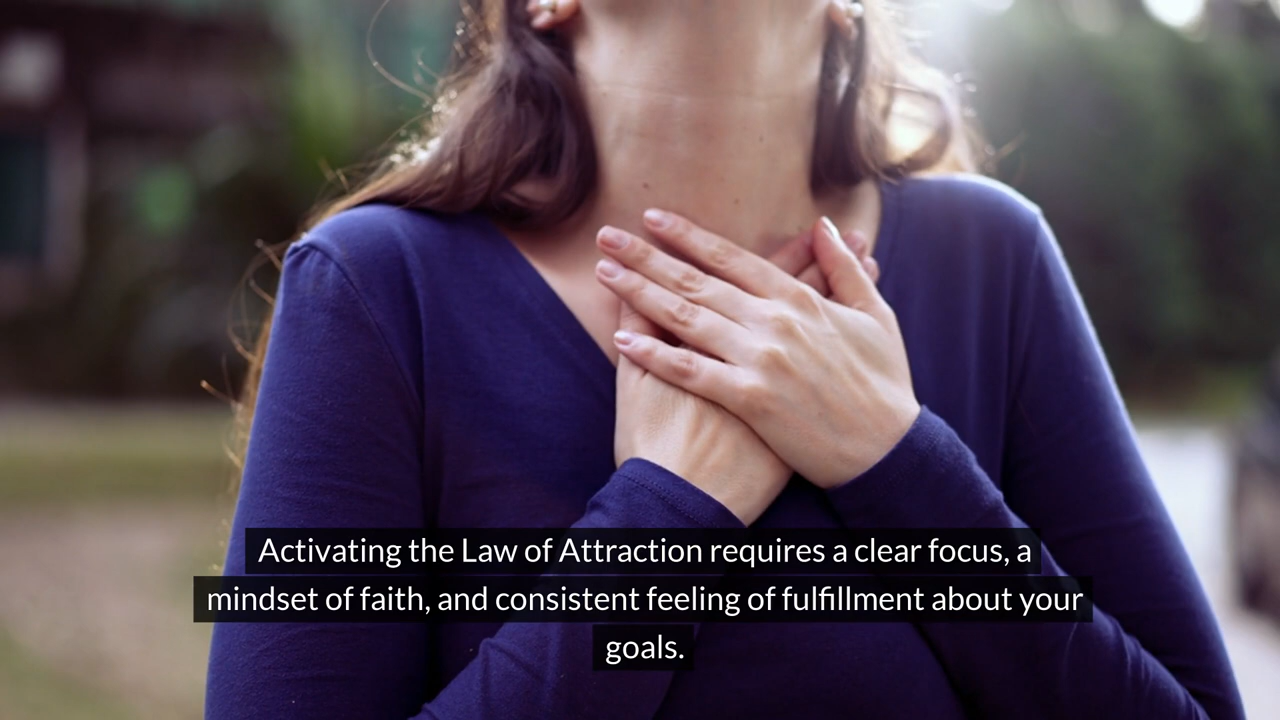 Activating the Law of Attraction requires a clear focus, a
mindset of faith, and consistent feeling of fulfillment about your
goals.